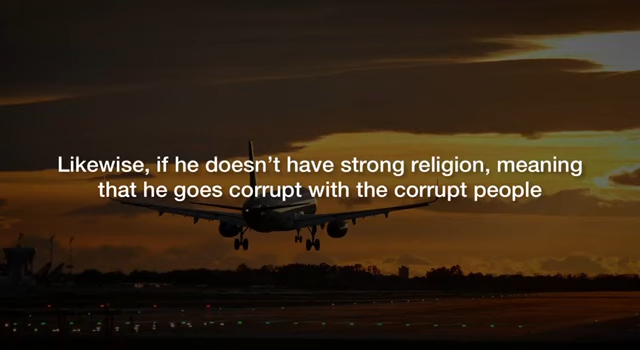 Likewise, if he doesn’t have strong religion, meaning
that he goes corrupt with the corrupt people